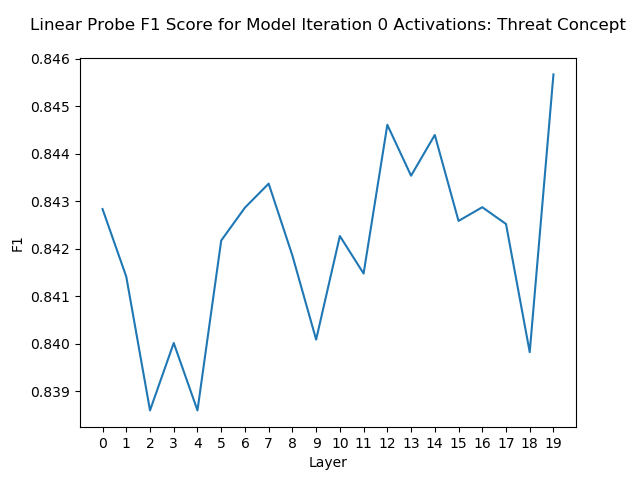 Linear Probe F1 Score for Model Iteration 0 Activations: Threat Concept
0.846
0.845
0.844
0.843
0.842
0.841
0.840
0.839
F1
0 1 2 3 4 5 6 7 8 9 10 11 12 13 14 15 16 17 18 19
Layer